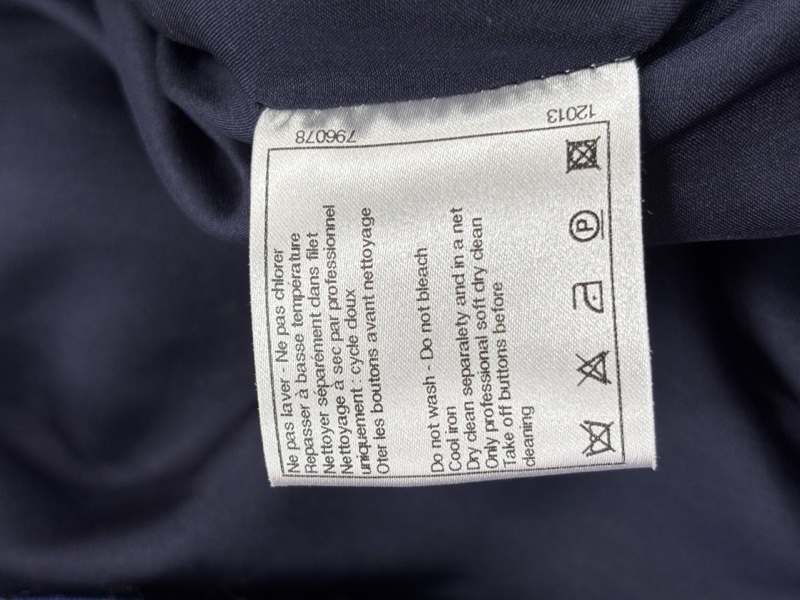 Ne pas laver - Ne pas chlorer
Repasser à basse température
Nettoyer séparément dans filet
Nettoyage à sec par professionnel
uniquement : cycle doux
Oter les boutons avant nettoyage
Do not wash - Do not bleach
Cool iron
Dry clean separalety and in a net
Only professional soft dry clean
Take off buttons before
cleaning
P
796078
12013